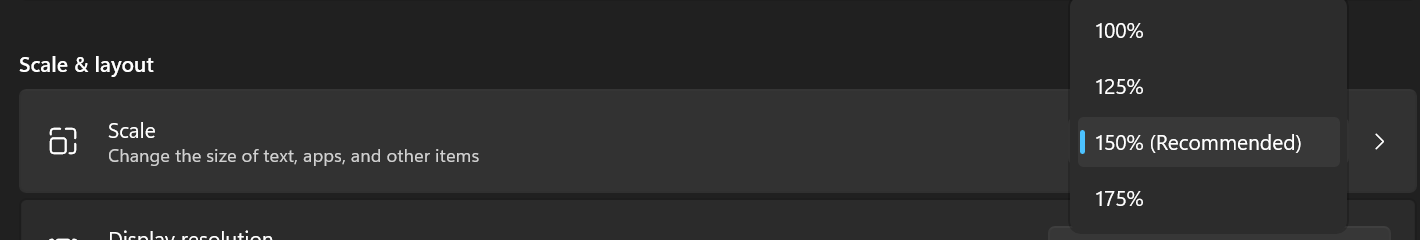 Scale & layout
Scale
Change the size of text, apps, and other items
100%
125%
150% (Recommended)
175%
Display resolution